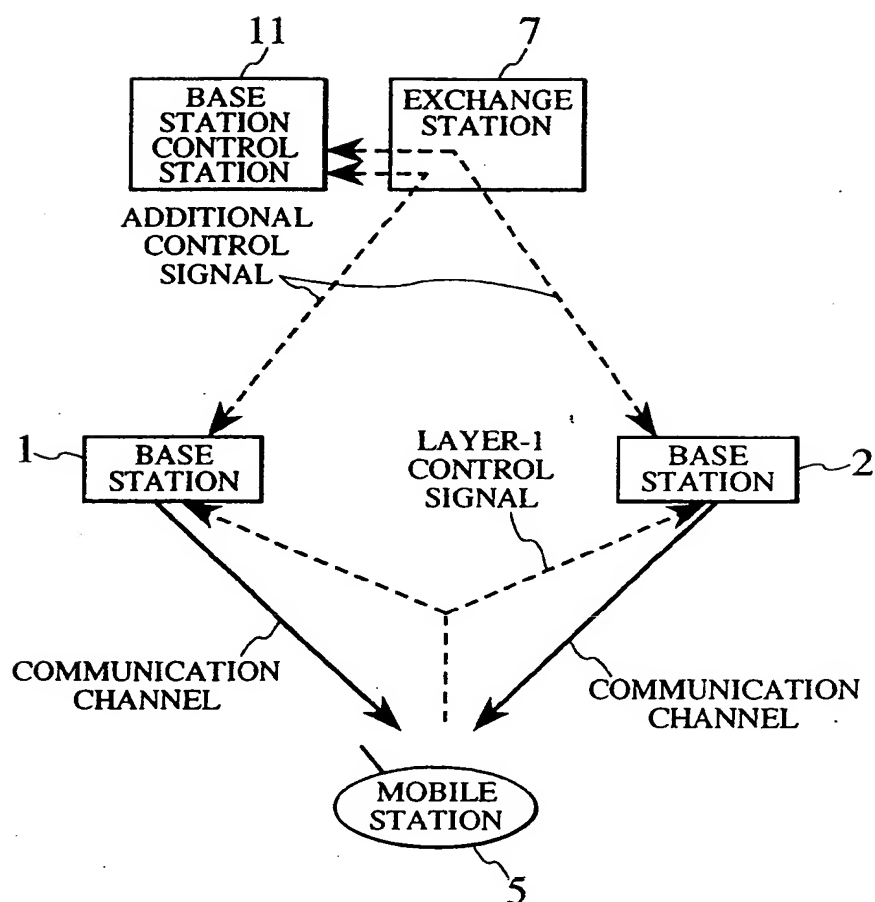 11
7
BASE
STATION
CONTROL
STATION
EXCHANGE
STATION
ADDITIONAL
CONTROL
SIGNAL
1
BASE
STATION
LAYER-1
CONTROL
SIGNAL
BASE
STATION
2
COMMUNICATION
CHANNEL
COMMUNICATION
CHANNEL
MOBILE
STATION
5